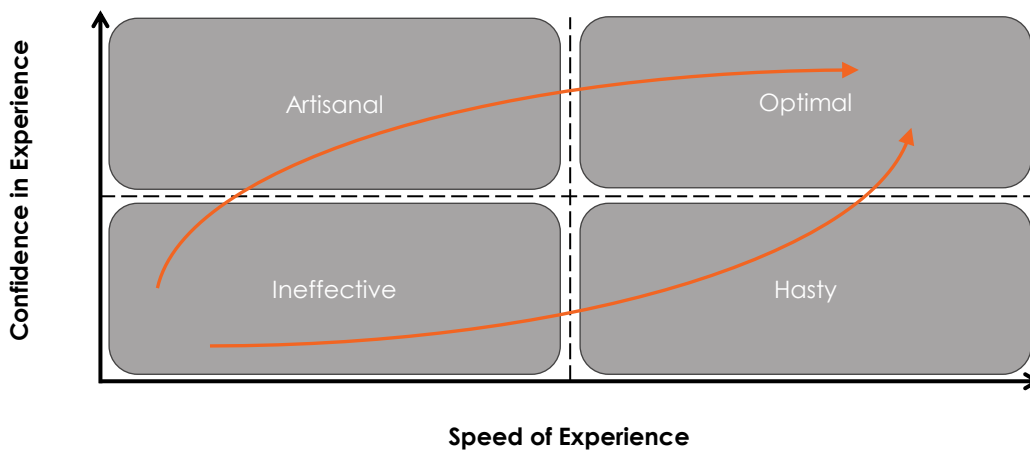 Confidence in Experience
Artisanal
Optimal
Ineffective
Hasty
Speed of Experience